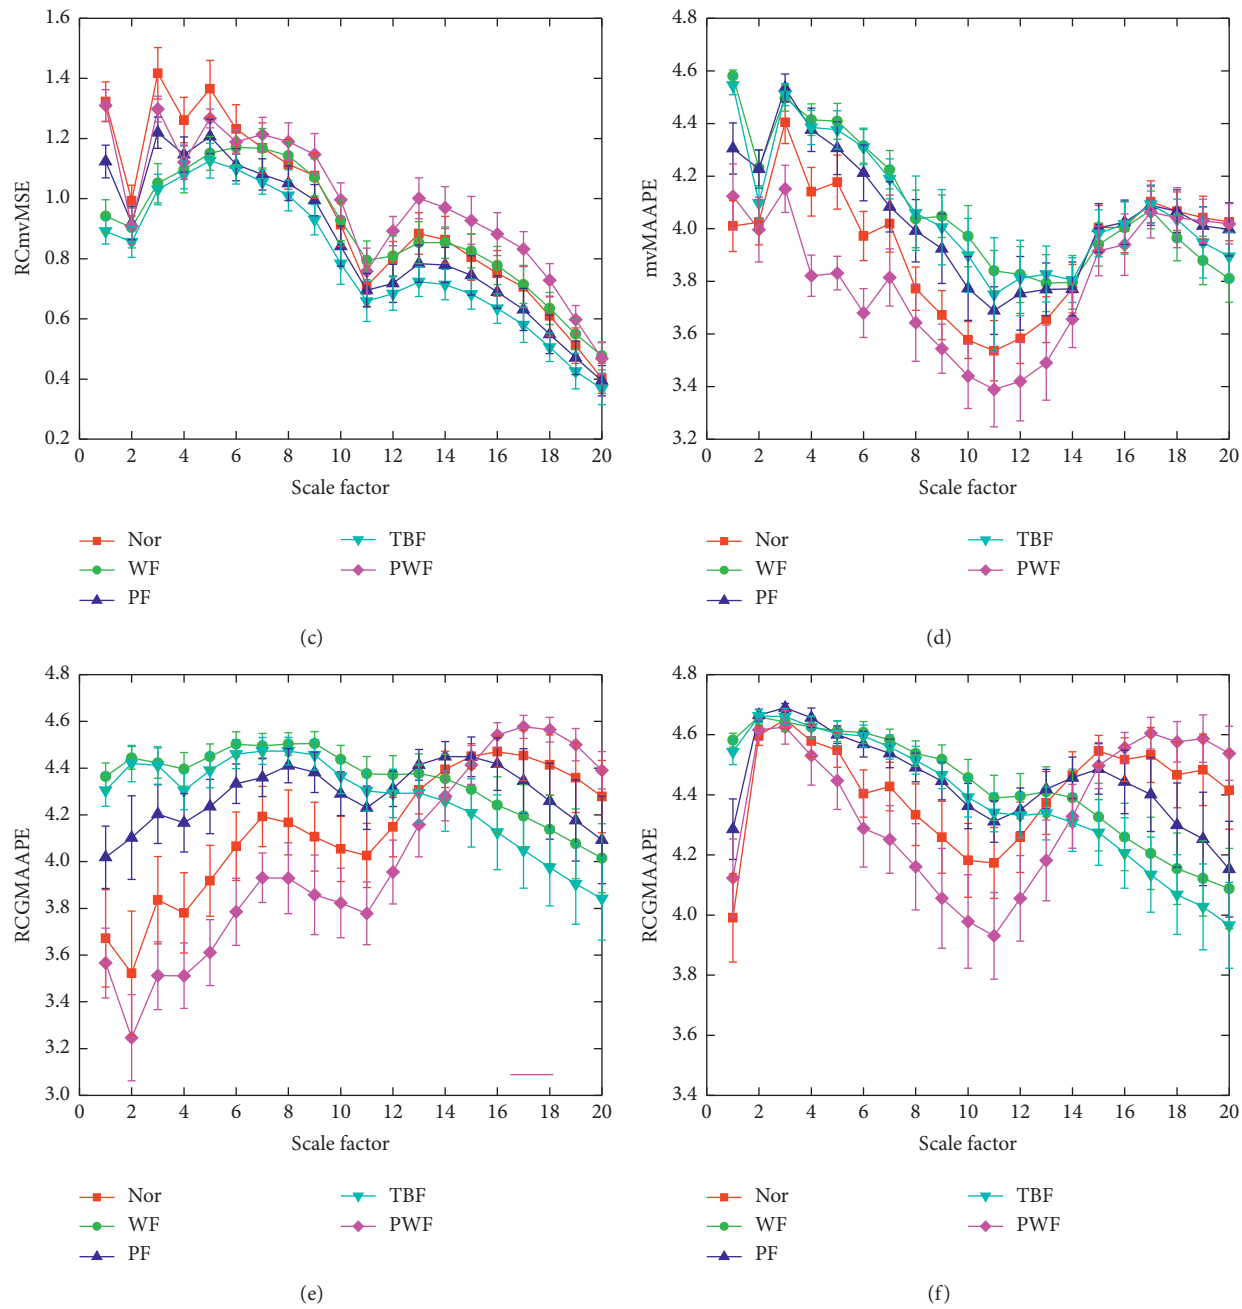 1.6
1.4
1.2
1.0
0.8
0.6
0.4
0.2
RCmvMSE
0 2 4 6 8 10 12 14 16 18 20
Scale factor
Nor
WF
PF
TBF
PWF
(c)
4.8
4.6
4.4
4.2
4.0
3.8
3.6
3.4
3.2
mvMAAPE
0 2 4 6 8 10 12 14 16 18 20
Scale factor
Nor
WF
PF
TBF
PWF
(d)
4.8
4.6
4.4
4.2
4.0
3.8
3.6
3.4
3.2
3.0
RCGMAAPE
0 2 4 6 8 10 12 14 16 18 20
Scale factor
Nor
WF
PF
TBF
PWF
(e)
4.8
4.6
4.4
4.2
4.0
3.8
3.6
3.4
RCGMAAPE
0 2 4 6 8 10 12 14 16 18 20
Scale factor
Nor
WF
PF
TBF
PWF
(f)